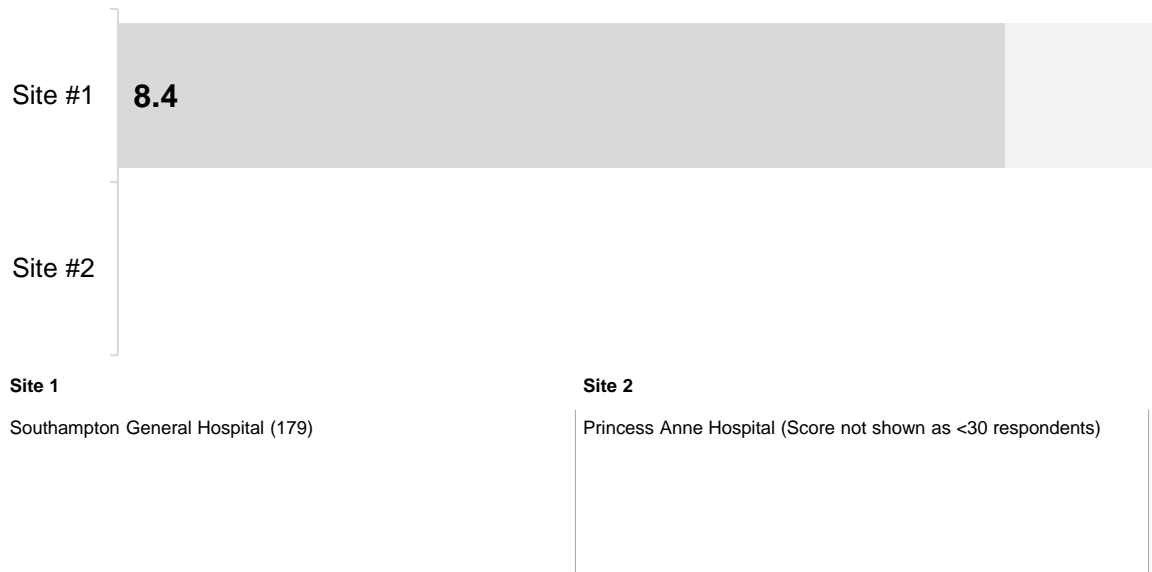 Site #1
8.4
Site #2
Site 1
Site 2
Southampton General Hospital (179)
Princess Anne Hospital (Score not shown as <30 respondents)